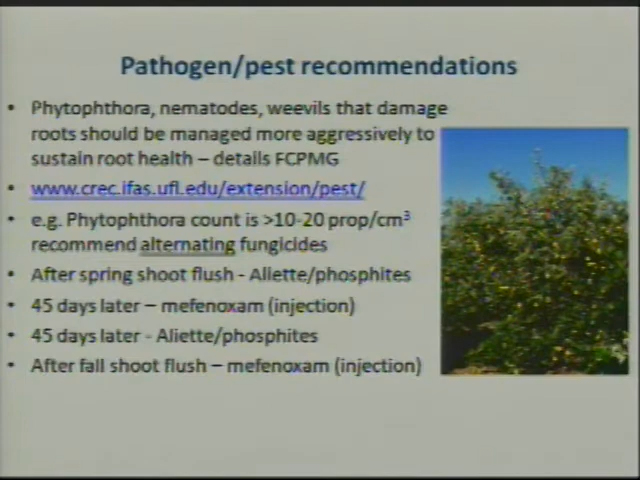 Pathogen/pest recommendations
• Phytophthora, nematodes, weevils that damage
roots should be managed more aggressively to
sustain root health – details FCPMG
• www.crec.ifas.ufl.edu/extension/pest/
• e.g. Phytophthora count is >10-20 prop/cm³
recommend alternating fungicides
• After spring shoot flush - Aliette/phosphites
• 45 days later – mefenoxam (injection)
• 45 days later - Aliette/phosphites
• After fall shoot flush – mefenoxam (injection)